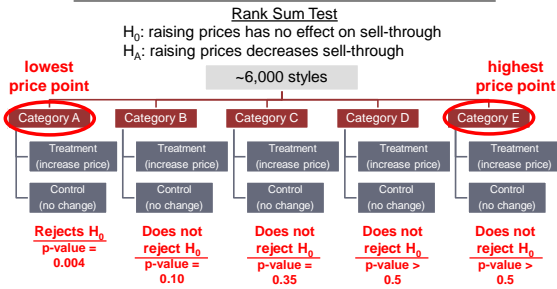 Rank Sum Test
H₀: raising prices has no effect on sell-through
Hₐ: raising prices decreases sell-through
lowest
price point
~6,000 styles
highest
price point
Category A
Category B
Category C
Category D
Category E
Treatment
(increase price)
Treatment
(increase price)
Treatment
(increase price)
Treatment
(increase price)
Treatment
(increase price)
Control
(no change)
Control
(no change)
Control
(no change)
Control
(no change)
Control
(no change)
Rejects H₀
p-value =
0.004
Does not
reject H₀
p-value =
0.10
Does not
reject H₀
p-value =
0.35
Does not
reject H₀
p-value >
0.5
Does not
reject H₀
p-value >
0.5